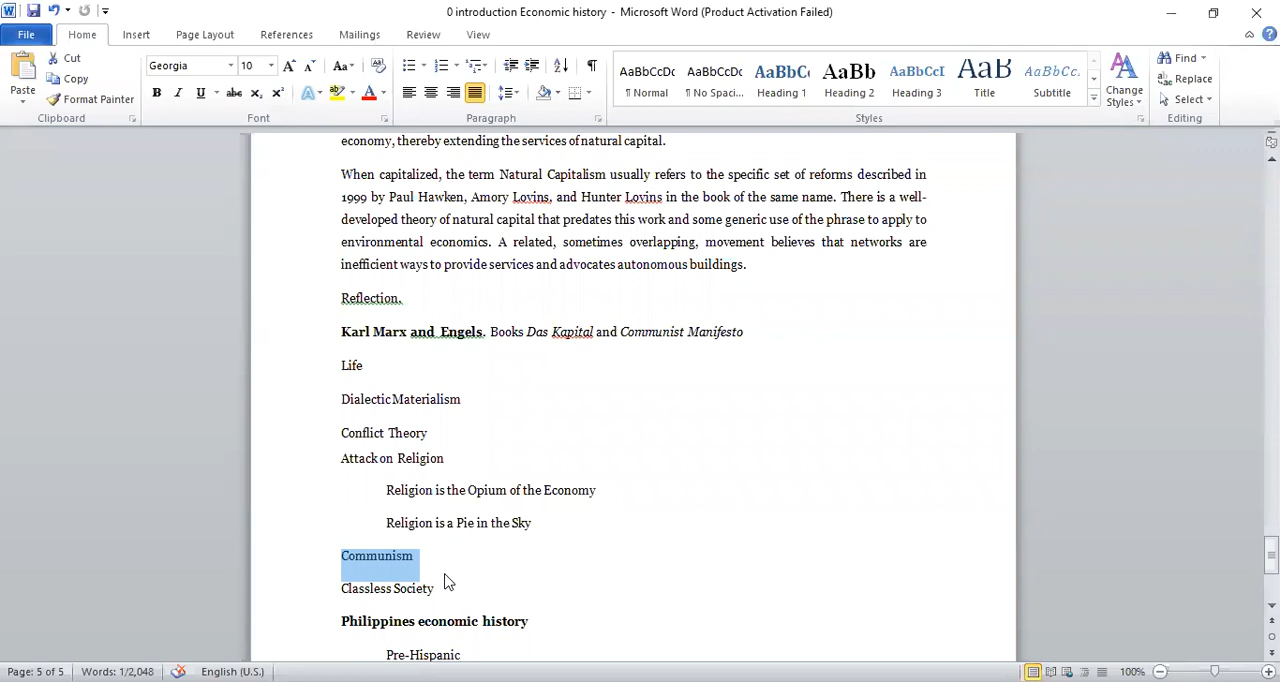 0 introduction Economic history - Microsoft Word (Product Activation Failed)
File Home Insert Page Layout References Mailings Review View
Paste
Cut
Copy
Format Painter
Clipboard
Georgia 10
Font
Paragraph
AaBbCcDc AaBbCcDc AaBbC AaBb AaBbCcI AaB AaBbCc.
¶ Normal ¶ No Spaci... Heading 1 Heading 2 Heading 3 Title Subtitle
Change Styles
Styles
Find
Replace
Select
Editing
economy, thereby extending the services of natural capital.
When capitalized, the term Natural Capitalism usually refers to the specific set of reforms described in
1999 by Paul Hawken, Amory Lovins, and Hunter Lovins in the book of the same name. There is a well-
developed theory of natural capital that predates this work and some generic use of the phrase to apply to
environmental economics. A related, sometimes overlapping, movement believes that networks are
inefficient ways to provide services and advocates autonomous buildings.
Reflection,
Karl Marx and Engels. Books Das Kapital and Communist Manifesto
Life
Dialectic Materialism
Conflict Theory
Attack on Religion
Religion is the Opium of the Economy
Religion is a Pie in the Sky
Communism
Classless Society
Philippines economic history
Pre-Hispanic
Page: 5 of 5 Words: 1/2,048 English (U.S.) 100%